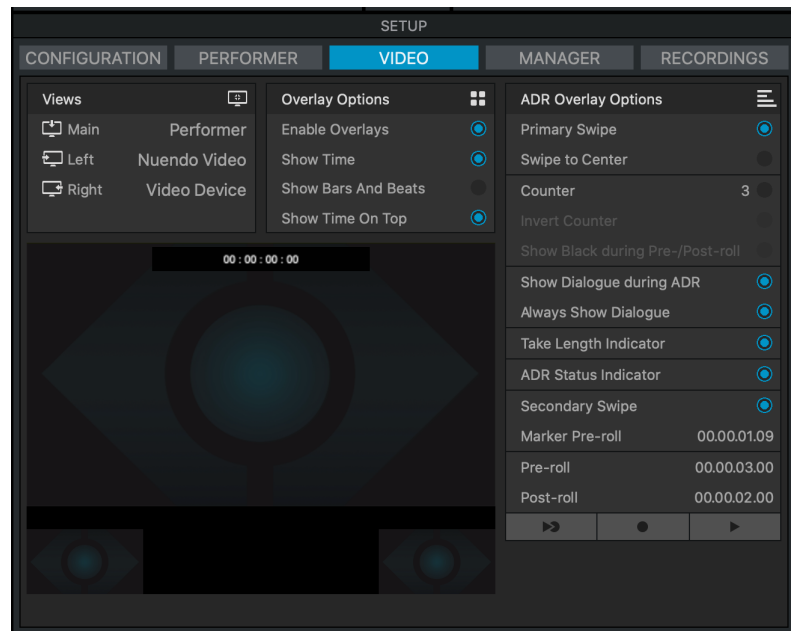 SETUP
CONFIGURATION PERFORMER VIDEO MANAGER RECORDINGS
Views
Main Performer
Left Nuendo Video
Right Video Device
Overlay Options
Enable Overlays
Show Time
Show Bars And Beats
Show Time On Top
00 : 00 : 00 : 00
ADR Overlay Options
Primary Swipe
Swipe to Center
Counter 3
Invert Counter
Show Black during Pre-/Post-roll
Show Dialogue during ADR
Always Show Dialogue
Take Length Indicator
ADR Status Indicator
Secondary Swipe
Marker Pre-roll 00.00.01.09
Pre-roll 00.00.03.00
Post-roll 00.00.02.00